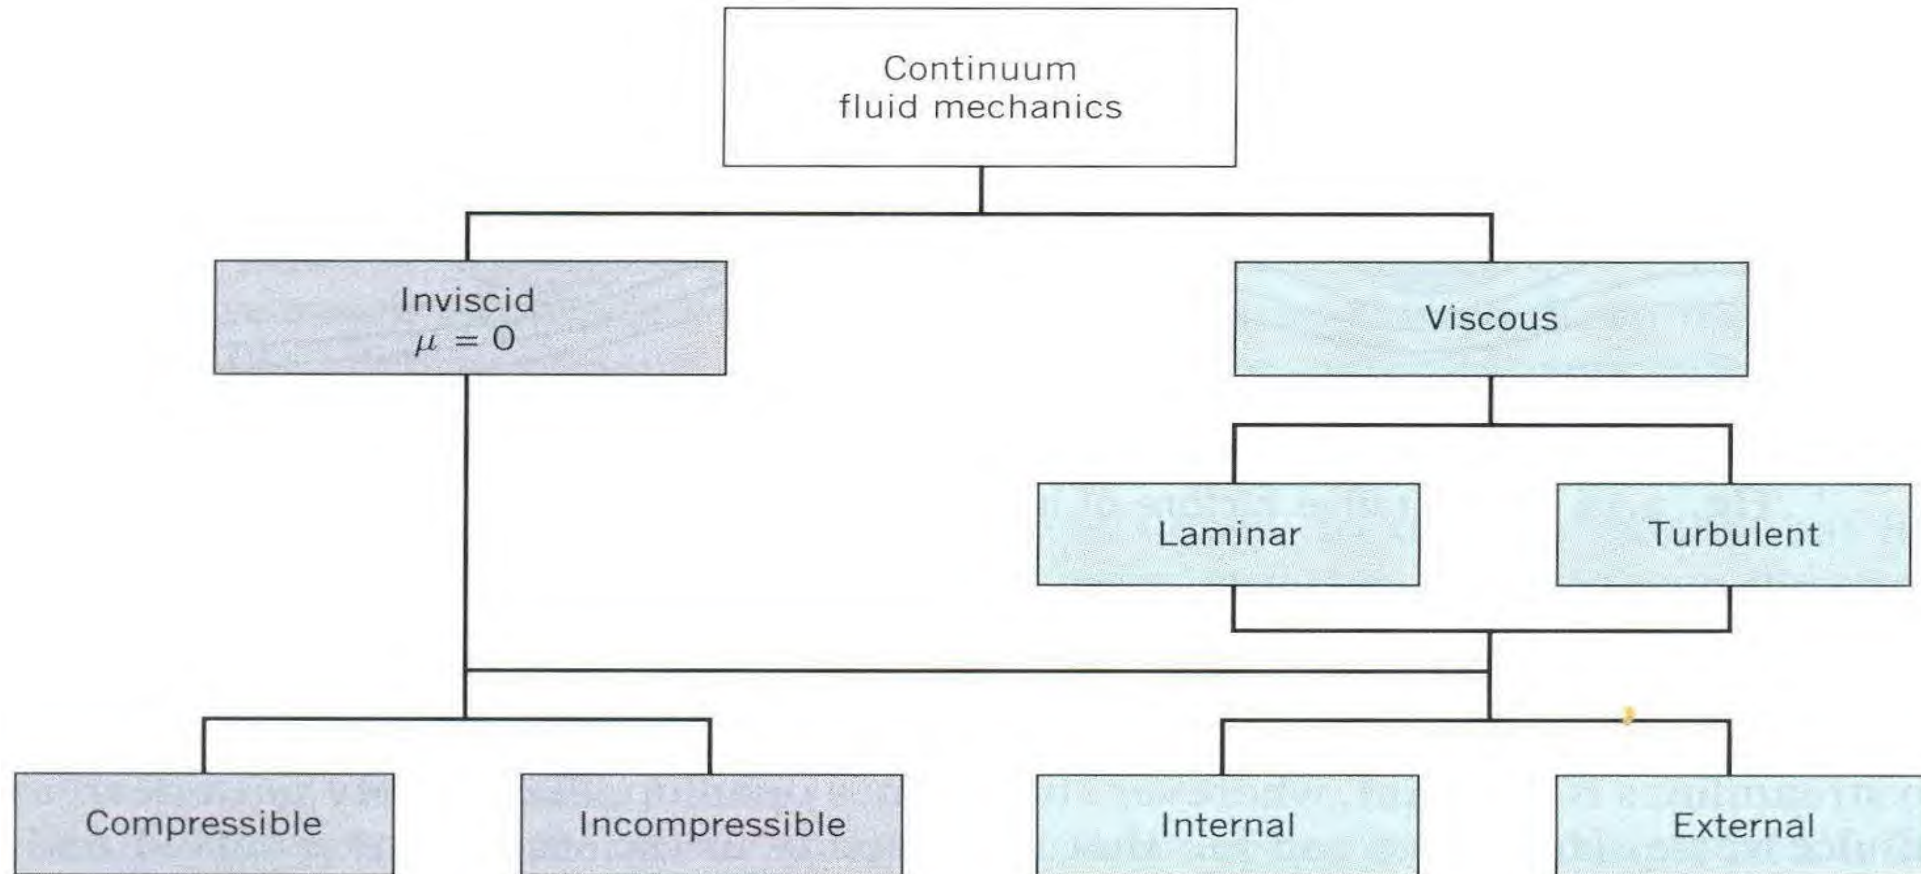 Continuum
fluid mechanics
Inviscid
μ = 0
Viscous
Laminar
Turbulent
Compressible
Incompressible
Internal
External